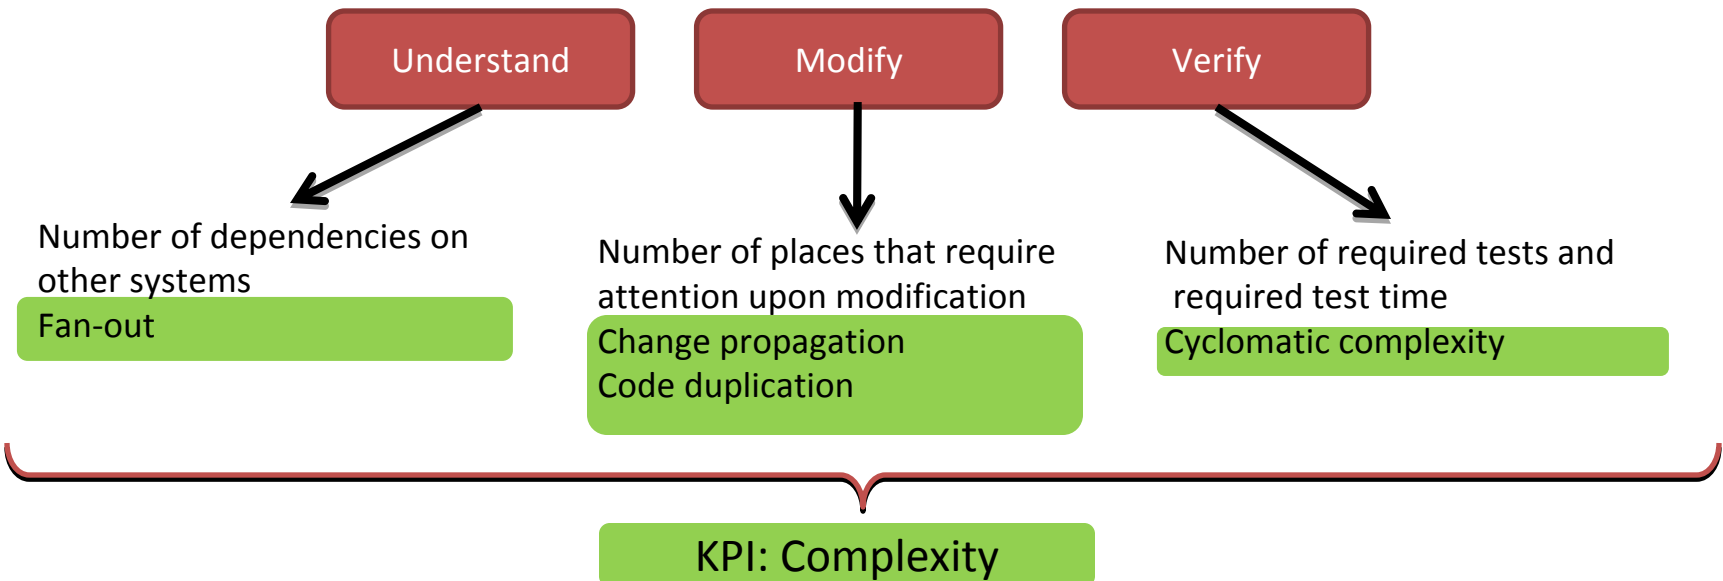 Understand
Modify
Verify
Number of dependencies on
other systems
Fan-out
Number of places that require
attention upon modification
Change propagation
Code duplication
Number of required tests and
required test time
Cyclomatic complexity
KPI: Complexity